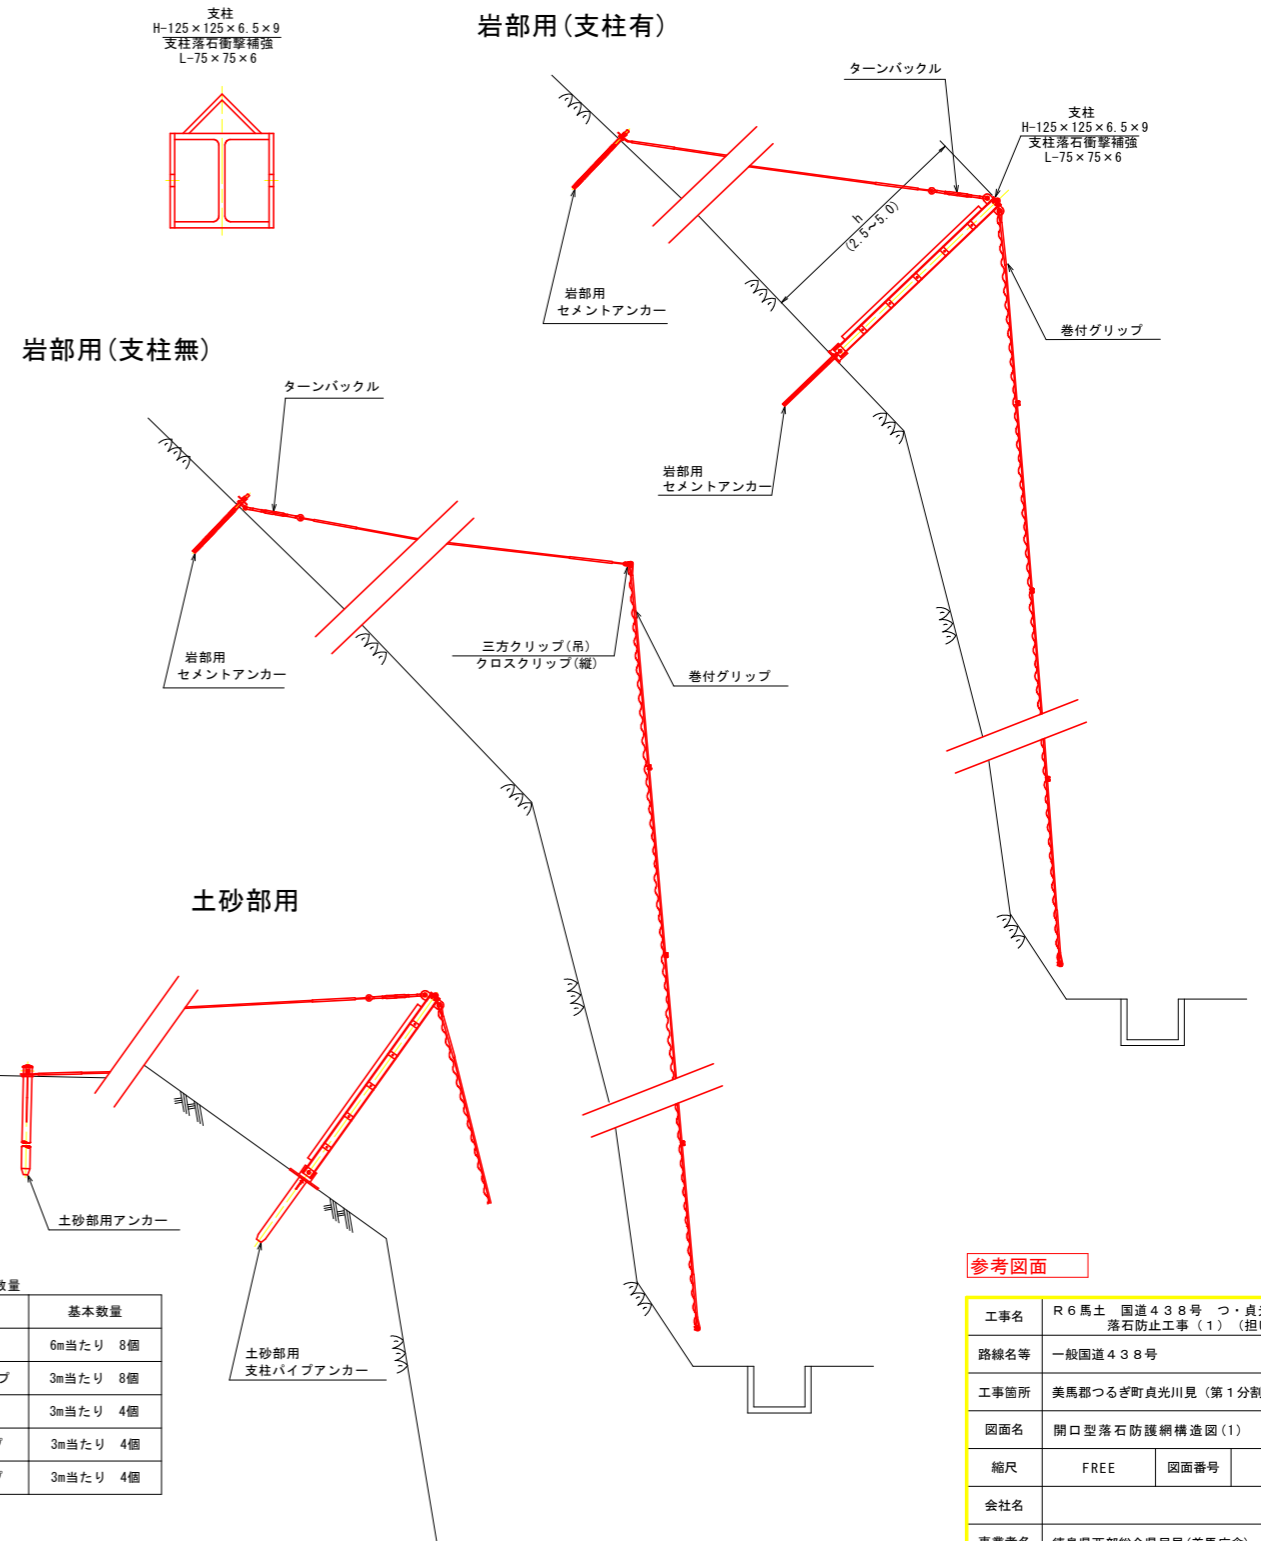 支柱
H-125×125×6.5×9
支柱落石衝撃補強
L-75×75×6
岩部用(支柱有)
ターンバックル
支柱
H-125×125×6.5×9
支柱落石衝撃補強
L-75×75×6
h
(2.5~5.0)
岩部用
セメントアンカー
巻付グリップ
岩部用
セメントアンカー
岩部用(支柱無)
ターンバックル
岩部用
セメントアンカー
三方クリップ(吊)
クロスクリップ(縦)
巻付グリップ
土砂部用
土砂部用アンカー
土砂部用
支柱パイプアンカー
数量
基本数量
6m当たり 8個
プ 3m当たり 8個
3m当たり 4個
プ 3m当たり 4個
プ 3m当たり 4個
参考図面
工事名 R6馬土 国道438号 つ・貞
落石防止工事(1)(担
路線名等 一般国道438号
工事箇所 美馬郡つるぎ町貞光川見(第1分割
図面名 開口型落石防護網構造図(1)
縮尺 FREE 図面番号
会社名